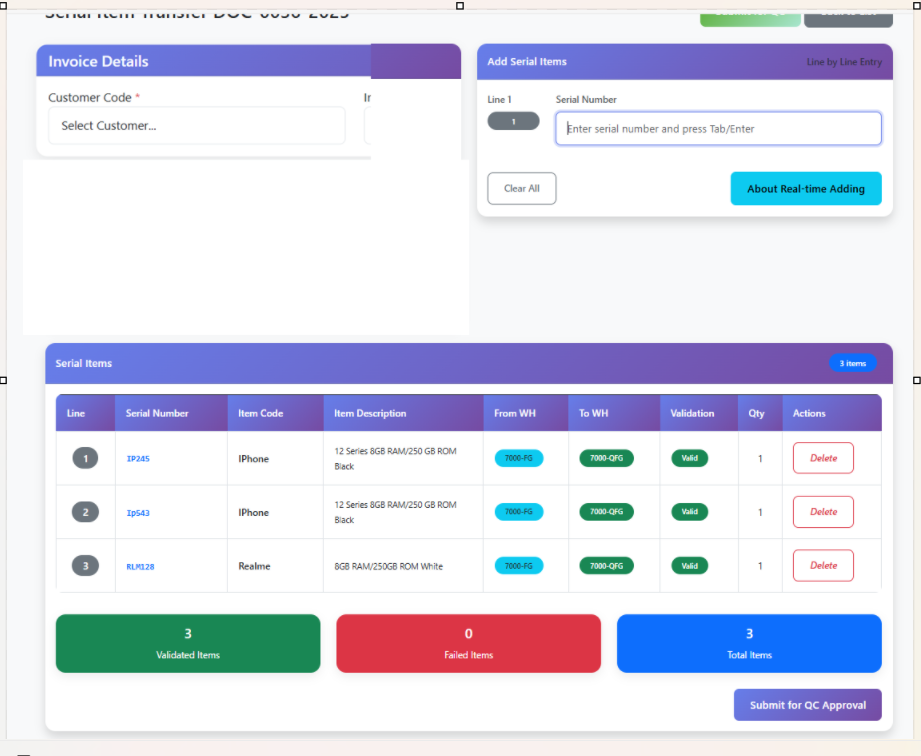 Serial Item Transfer DOC-0056-2025
Back to List
Invoice Details
Customer Code *
Select Customer...
Add Serial Items
Line by Line Entry
Line 1
Serial Number
1
Enter serial number and press Tab/Enter
Clear All
About Real-time Adding
Serial Items
3 items
Line Serial Number Item Code Item Description From WH To WH Validation Qty Actions
1 IP245 IPhone 12 Series 8GB RAM/250 GB ROM Black 7000-FG 7000-QFG Valid 1 Delete
2 Ip543 IPhone 12 Series 8GB RAM/250 GB ROM Black 7000-FG 7000-QFG Valid 1 Delete
3 RLM128 Realme 8GB RAM/250GB ROM White 7000-FG 7000-QFG Valid 1 Delete
3
Validated Items
0
Failed Items
3
Total Items
Submit for QC Approval